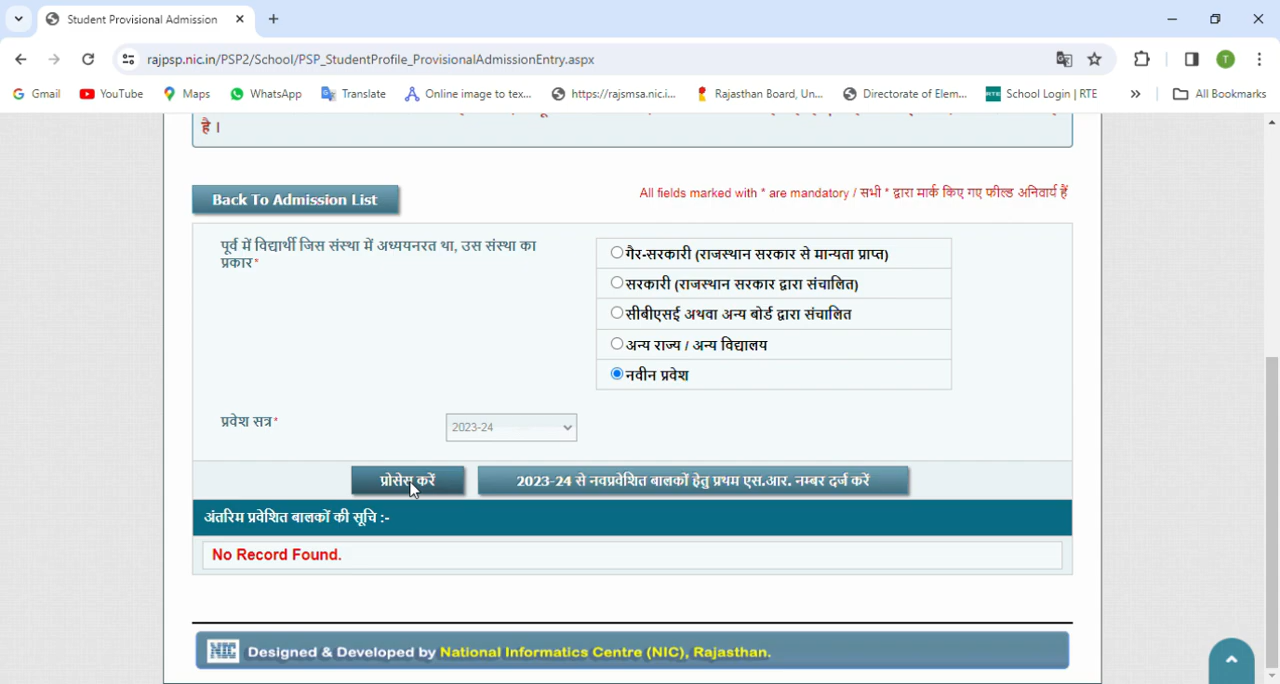 Student Provisional Admission
rajpsp.nic.in/PSP2/School/PSP_StudentProfile_ProvisionalAdmissionEntry.aspx
T
Gmail YouTube Maps WhatsApp Translate Online image to tex... https://rajsmsa.nic.i... Rajasthan Board, Un... Directorate of Elem... School Login | RTE » All Bookmarks
है।
Back To Admission List
All fields marked with * are mandatory / सभी * द्वारा मार्क किए गए फील्ड अनिवार्य हैं
पूर्व में विद्यार्थी जिस संस्था में अध्ययनरत था, उस संस्था का
प्रकार*
गैर-सरकारी (राजस्थान सरकार से मान्यता प्राप्त)
सरकारी (राजस्थान सरकार द्वारा संचालित)
सीबीएसई अथवा अन्य बोर्ड द्वारा संचालित
अन्य राज्य / अन्य विद्यालय
नवीन प्रवेश
प्रवेश सत्र*
2023-24
प्रोसेस करें
2023-24 से नवप्रवेशित बालकों हेतु प्रथम एस.आर. नम्बर दर्ज करें
अंतरिम प्रवेशित बालकों की सूचि :-
No Record Found.
NIC Designed & Developed by National Informatics Centre (NIC), Rajasthan.